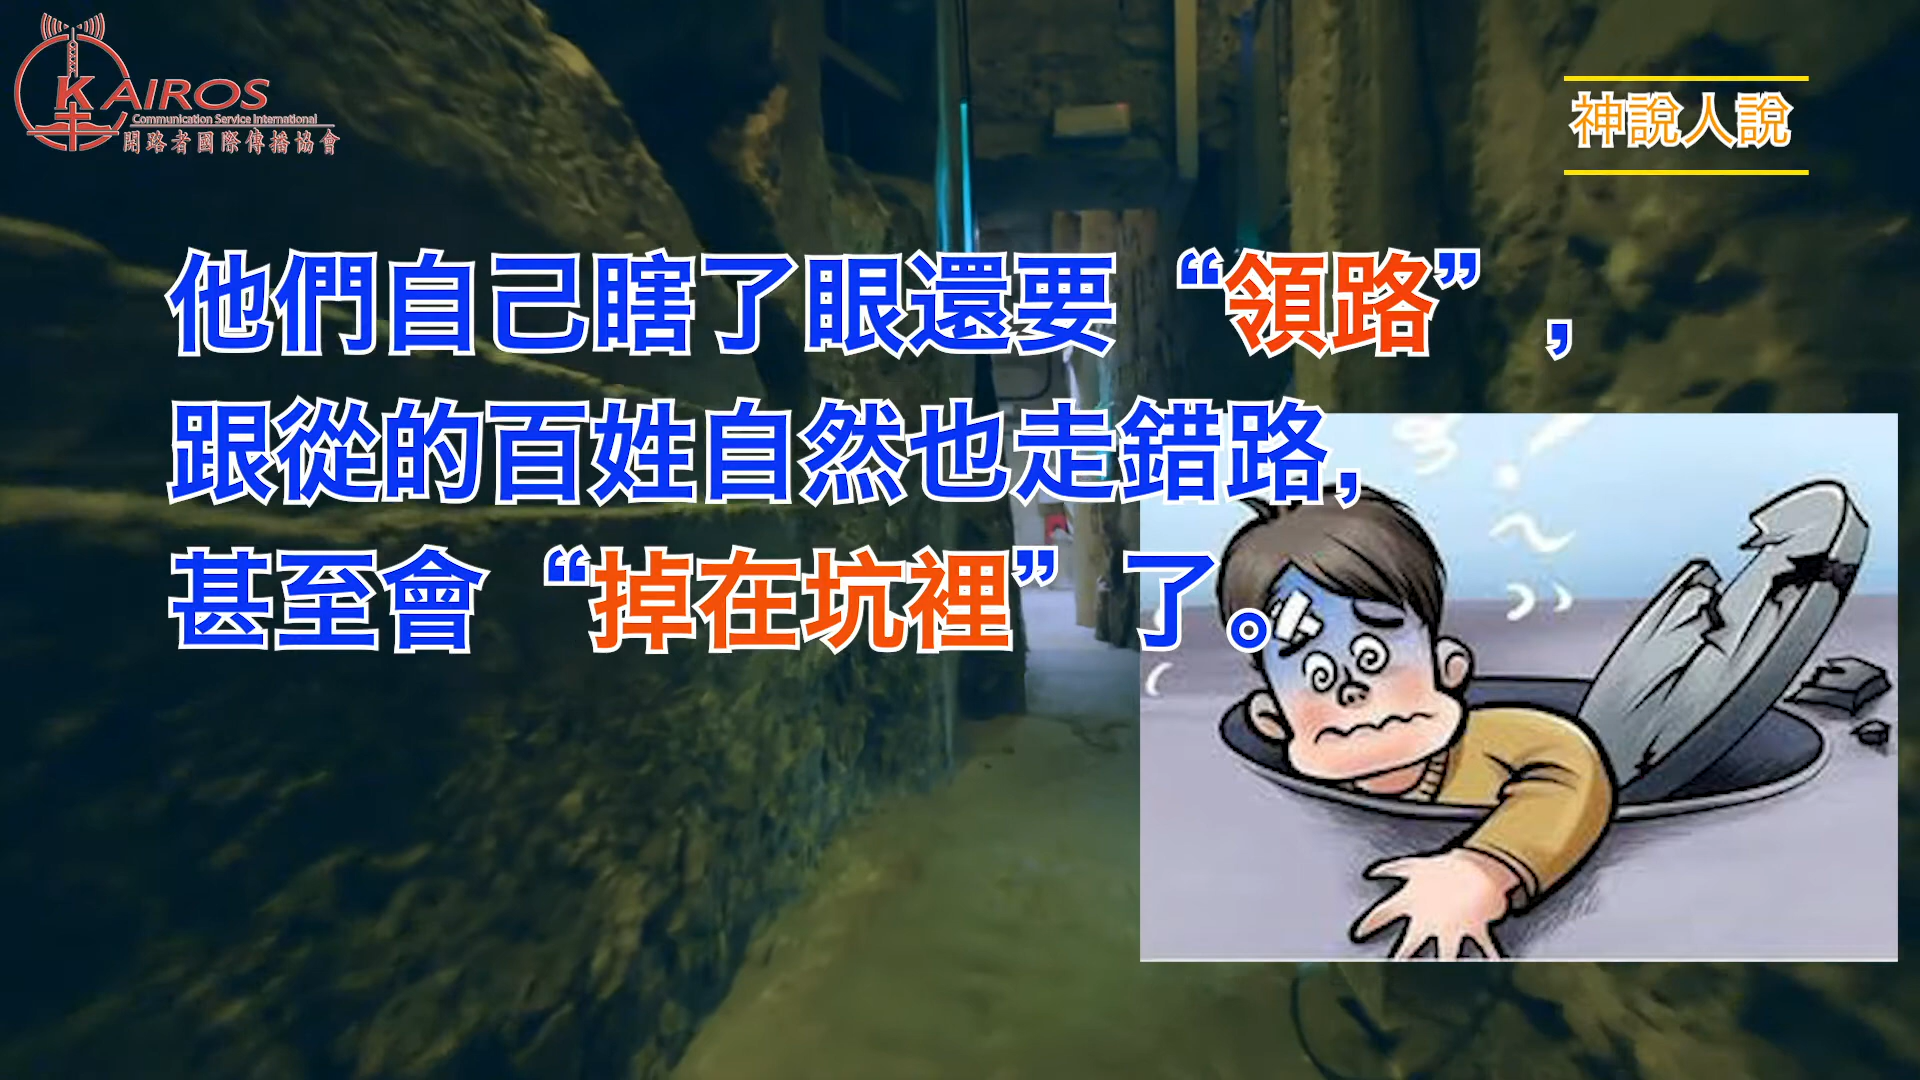 KAIROS
Communication Service International
開路者國際傳播協會
神說人說
他們自己瞎了眼還要“領路”，
跟從的百姓自然也走錯路，
甚至會“掉在坑裡”了。